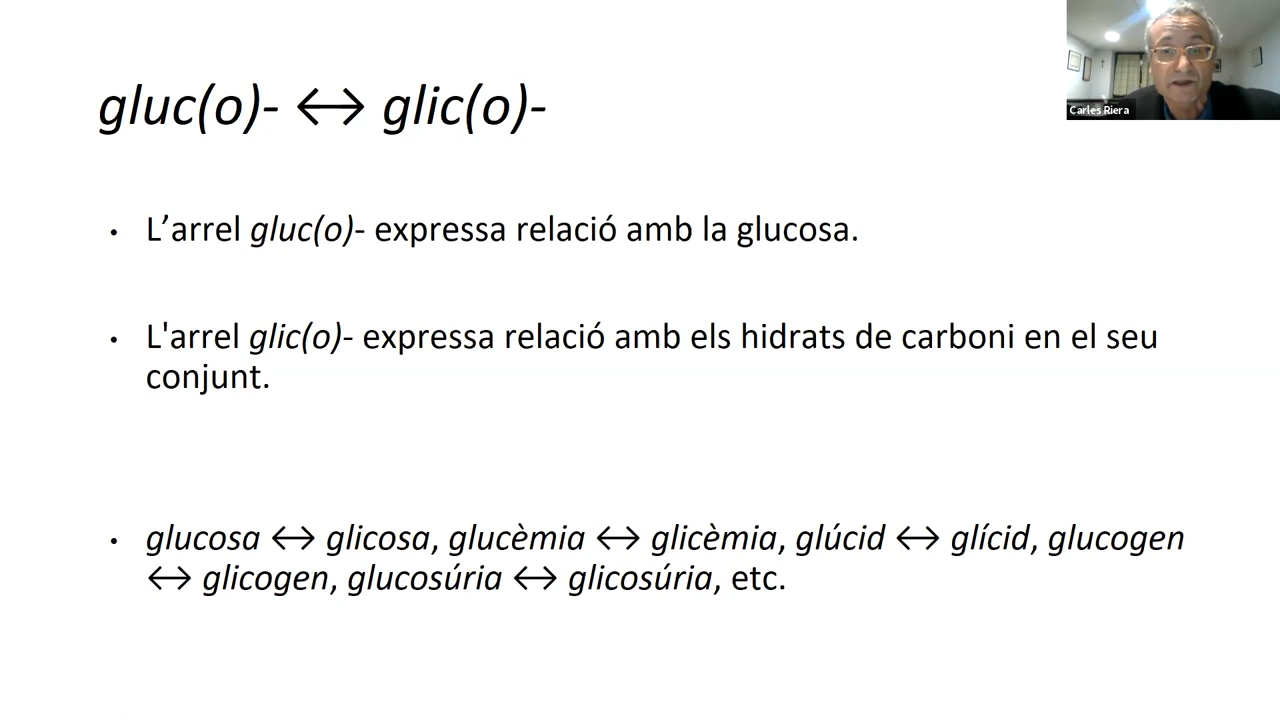 Carles Riera
gluc(o)- ↔ glic(o)-
• L’arrel gluc(o)- expressa relació amb la glucosa.
• L'arrel glic(o)- expressa relació amb els hidrats de carboni en el seu
conjunt.
• glucosa ↔ glicosa, glucèmia ↔ glicèmia, glúcid ↔ glícid, glucogen
↔ glicogen, glucosúria ↔ glicosúria, etc.